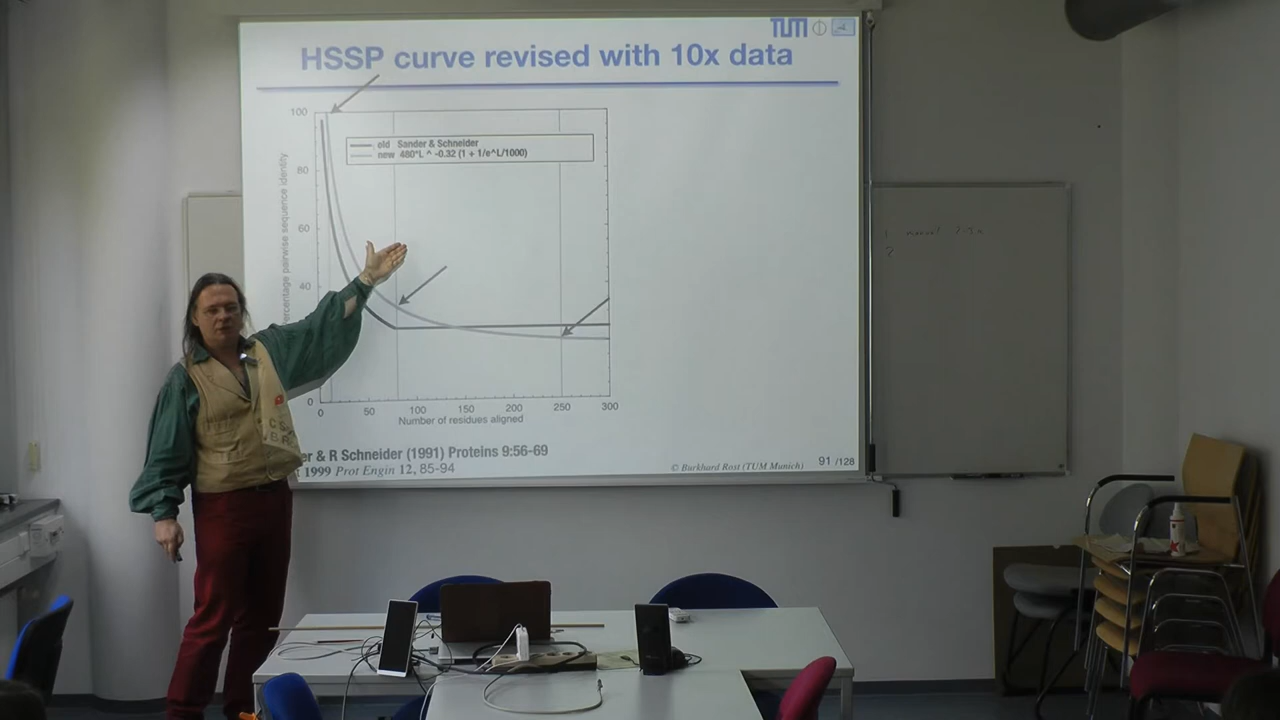 TUM
HSSP curve revised with 10x data
100
80
60
40
0
Percentage pairwise sequence identity
old Sander & Schneider
new 480*L ^ -0.32 (1 + 1/e^L/1000)
0 50 100 150 200 250 300
Number of residues aligned
er & R Schneider (1991) Proteins 9:56-69
1999 Prot Engin 12, 85-94
© Burkhard Rost (TUM Munich)
91 /128
1
2